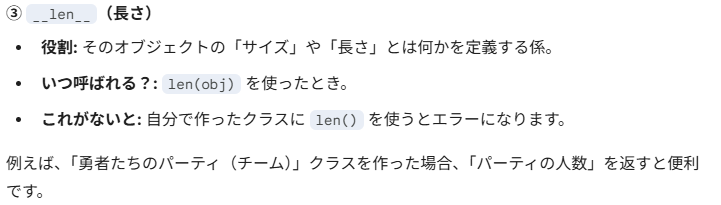 ③ __len__ （長さ）
• 役割: そのオブジェクトの「サイズ」や「長さ」とは何かを定義する係。
• いつ呼ばれる？: len(obj) を使ったとき。
• これがないと: 自分で作ったクラスに len() を使うとエラーになります。
例えば、「勇者たちのパーティ（チーム）」クラスを作った場合、「パーティの人数」を返すと便利
です。